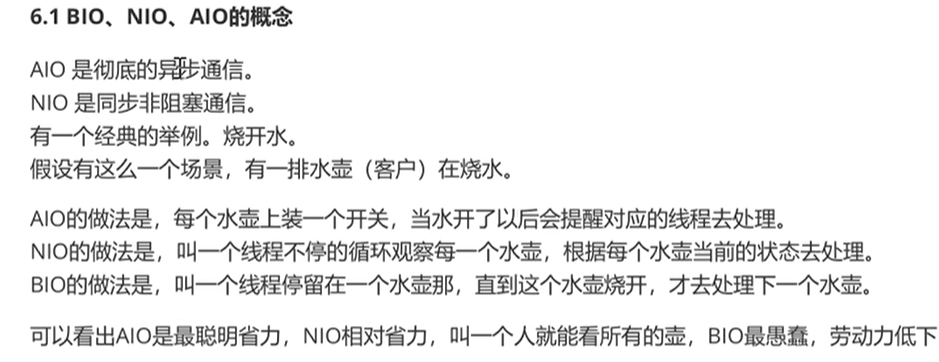 6.1 BIO、NIO、AIO的概念
AIO 是彻底的异步通信。
NIO 是同步非阻塞通信。
有一个经典的举例。烧开水。
假设有这么一个场景，有一排水壶（客户）在烧水。
AIO的做法是，每个水壶上装一个开关，当水开了以后会提醒对应的线程去处理。
NIO的做法是，叫一个线程不停的循环观察每一个水壶，根据每个水壶当前的状态去处理。
BIO的做法是，叫一个线程停留在一个水壶那，直到这个水壶烧开，才去处理下一个水壶。
可以看出AIO是最聪明省力，NIO相对省力，叫一个人就能看所有的壶，BIO最愚蠢，劳动力低下